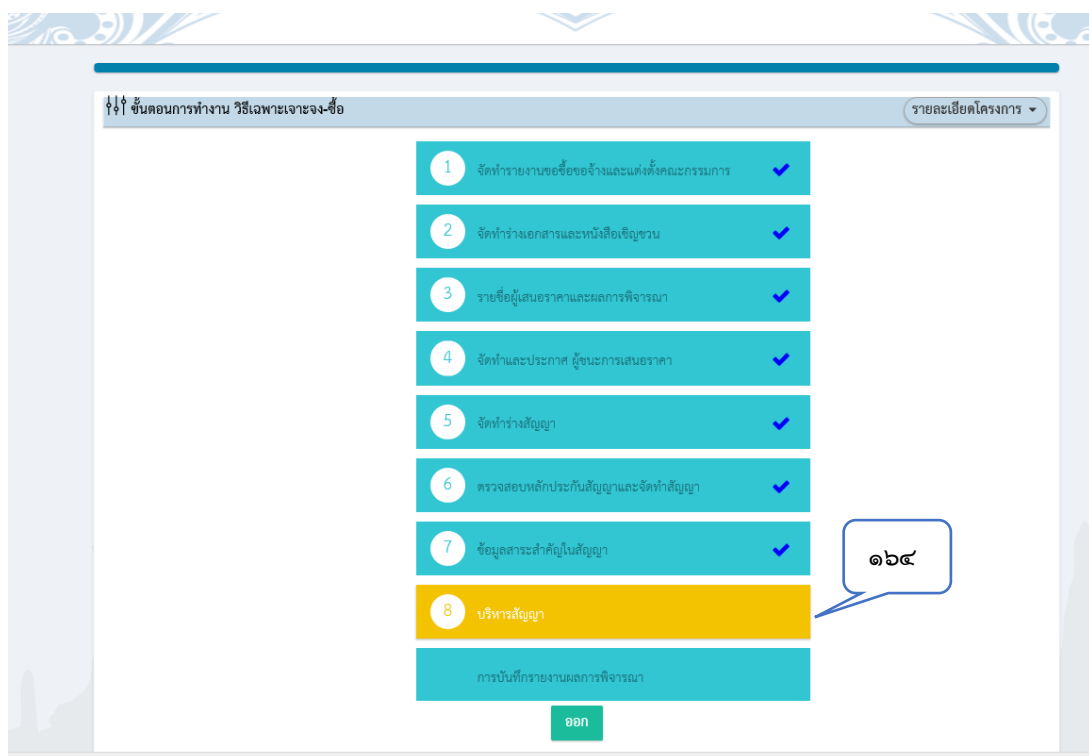 ขั้นตอนการทำงาน วิธีเฉพาะเจาะจง-ซื้อ
รายละเอียดโครงการ
1 จัดทำรายงานขอซื้อขอจ้างและแต่งตั้งคณะกรรมการ
2 จัดทำร่างเอกสารและหนังสือเชิญชวน
3 รายชื่อผู้เสนอราคาและผลการพิจารณา
4 จัดทำและประกาศ ผู้ชนะการเสนอราคา
5 จัดทำร่างสัญญา
6 ตรวจสอบหลักประกันสัญญาและจัดทำสัญญา
7 ข้อมูลสาระสำคัญในสัญญา
๑๖๔
8 บริหารสัญญา
การบันทึกรายงานผลการพิจารณา
ออก